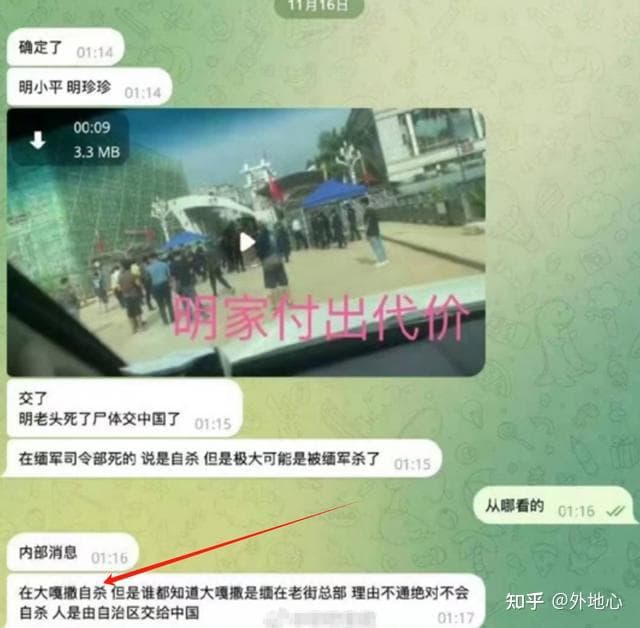 11月16日
确定了 01:14
明小平 明珍珍 01:14
00:09
3.3 MB
明家付出代价
交了
明老头死了尸体交中国了 01:15
在缅军司令部死的 说是自杀 但是极大可能是被缅军杀了 01:15
从哪看的 01:16
内部消息 01:16
在大嘎撒自杀 但是谁都知道大嘎撒是缅在老街总部 理由不通绝对不会
自杀 人是由自治区交给中国 01:17
知乎 @外地心